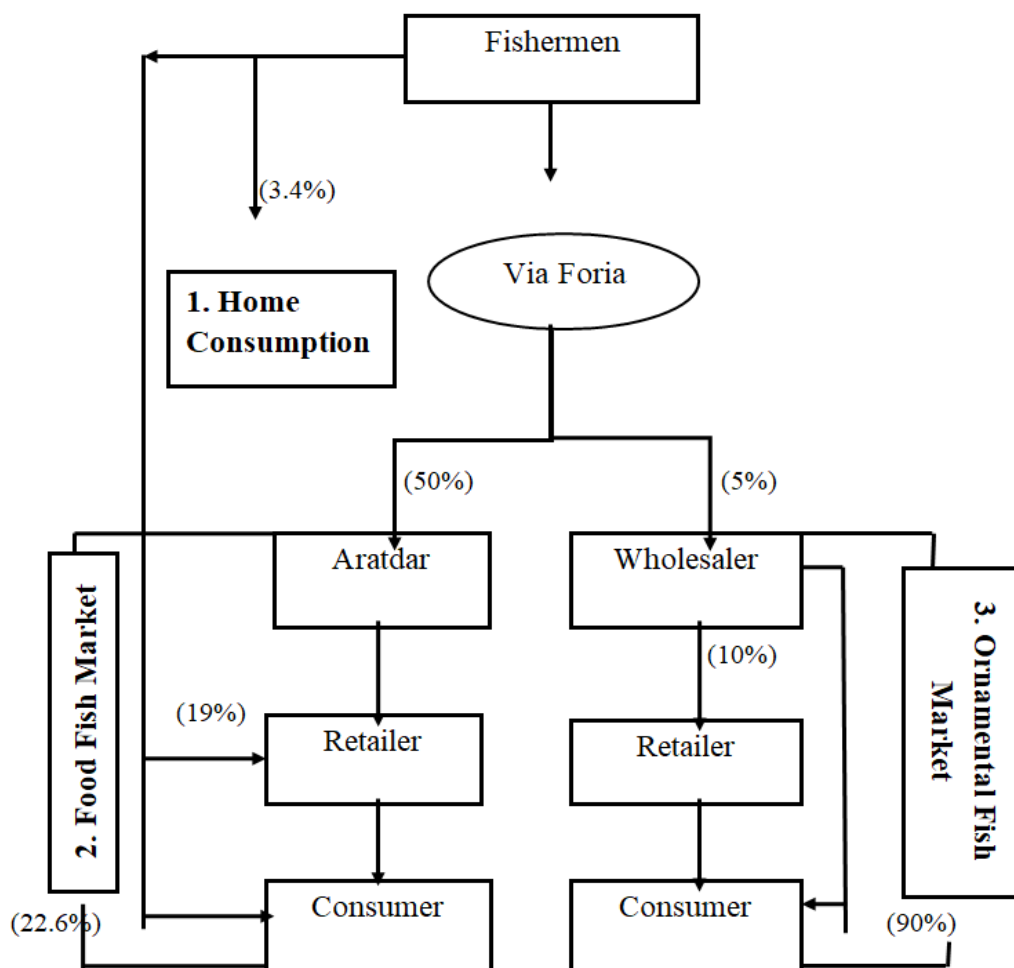 Fishermen
(3.4%)
Via Foria
1. Home
Consumption
(50%)
(5%)
Aratdar
Wholesaler
2. Food Fish Market
3. Ornamental Fish
Market
(10%)
(19%)
Retailer
Retailer
Consumer
Consumer
(22.6%)
(90%)